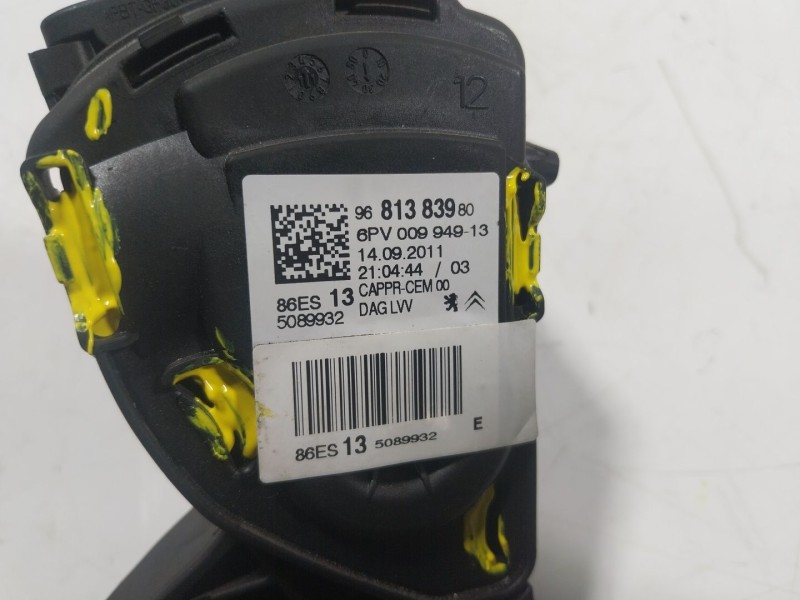 12
96 813 839 80
6PV 009 949-13
14.09.2011
21:04:44 / 03
86ES 13 CAPPR-CEM 00
5089932 DAG LVV
86ES 13 5089932 E